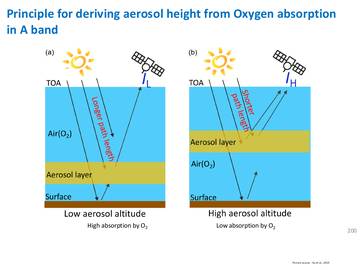 Principle for deriving aerosol height from Oxygen absorption
in A band
(a)
(b)
TOA
L
TOA
H
Longer path length
Shorter
path length
Air(O2)
Aerosol layer
Air(O2)
Aerosol layer
Surface
Surface
Low aerosol altitude
High aerosol altitude
High absorption by O2
Low absorption by O2
200